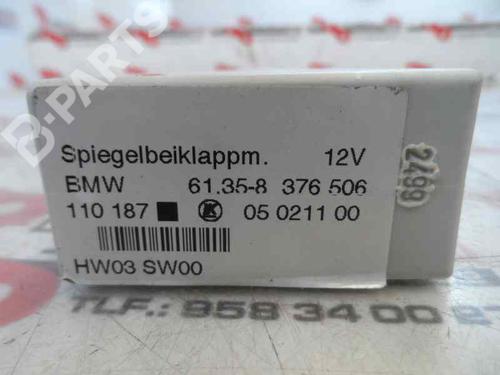 B-PARTS
Spiegelbeiklappm. 12V
BMW 61.35-8 376 506
110 187 05 0211 00
HW03 SW00
2499
TLF.: 958 34 00